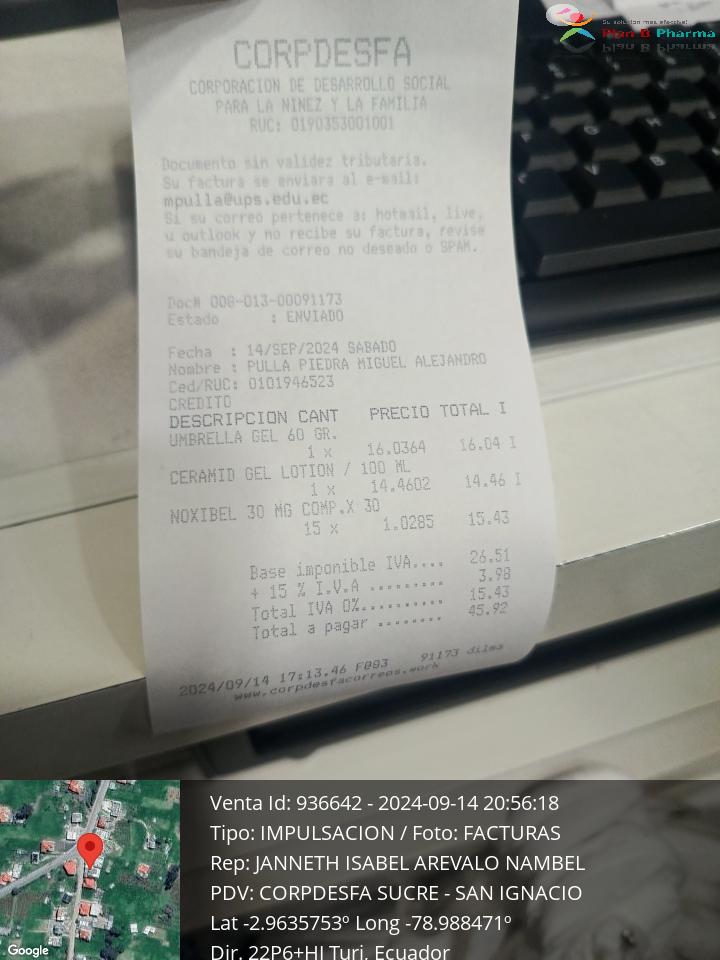 Su solucion mas efectiva!
Plan B Pharma
CORPDESFA
CORPORACION DE DESARROLLO SOCIAL
PARA LA NINEZ Y LA FAMILIA
RUC: 0190353001001
Documento sin validez tributaria.
Su factura se enviara al e-mail:
mpulla@ups.edu.ec
Si su correo pertenece a: hotmail, live,
u outlook y no recibe su factura, revise
su bandeja de correo no deseado o SPAM.
Doc# 008-013-00091173
Estado : ENVIADO
Fecha : 14/SEP/2024 SABADO
Nombre : PULLA PIEDRA MIGUEL ALEJANDRO
Ced/RUC: 0101946523
CREDITO
DESCRIPCION CANT PRECIO TOTAL I
UMBRELLA GEL 60 GR.
1 x 16.0364 16.04 I
CERAMID GEL LOTION / 100 ML
1 x 14.4602 14.46 I
NOXIBEL 30 MG COMP.X 30
15 x 1.0285 15.43
Base imponible IVA.... 26.51
+ 15 % I.V.A ......... 3.98
Total IVA 0%.......... 15.43
Total a pagar ........ 45.92
2024/09/14 17:13.46 F003 91173 dilma
www.corpdesfacorreos.work
Venta Id: 936642 - 2024-09-14 20:56:18
Tipo: IMPULSACION / Foto: FACTURAS
Rep: JANNETH ISABEL AREVALO NAMBEL
PDV: CORPDESFA SUCRE - SAN IGNACIO
Lat -2.9635753º Long -78.988471º
Dir. 22P6+HJ Turi, Ecuador
Google